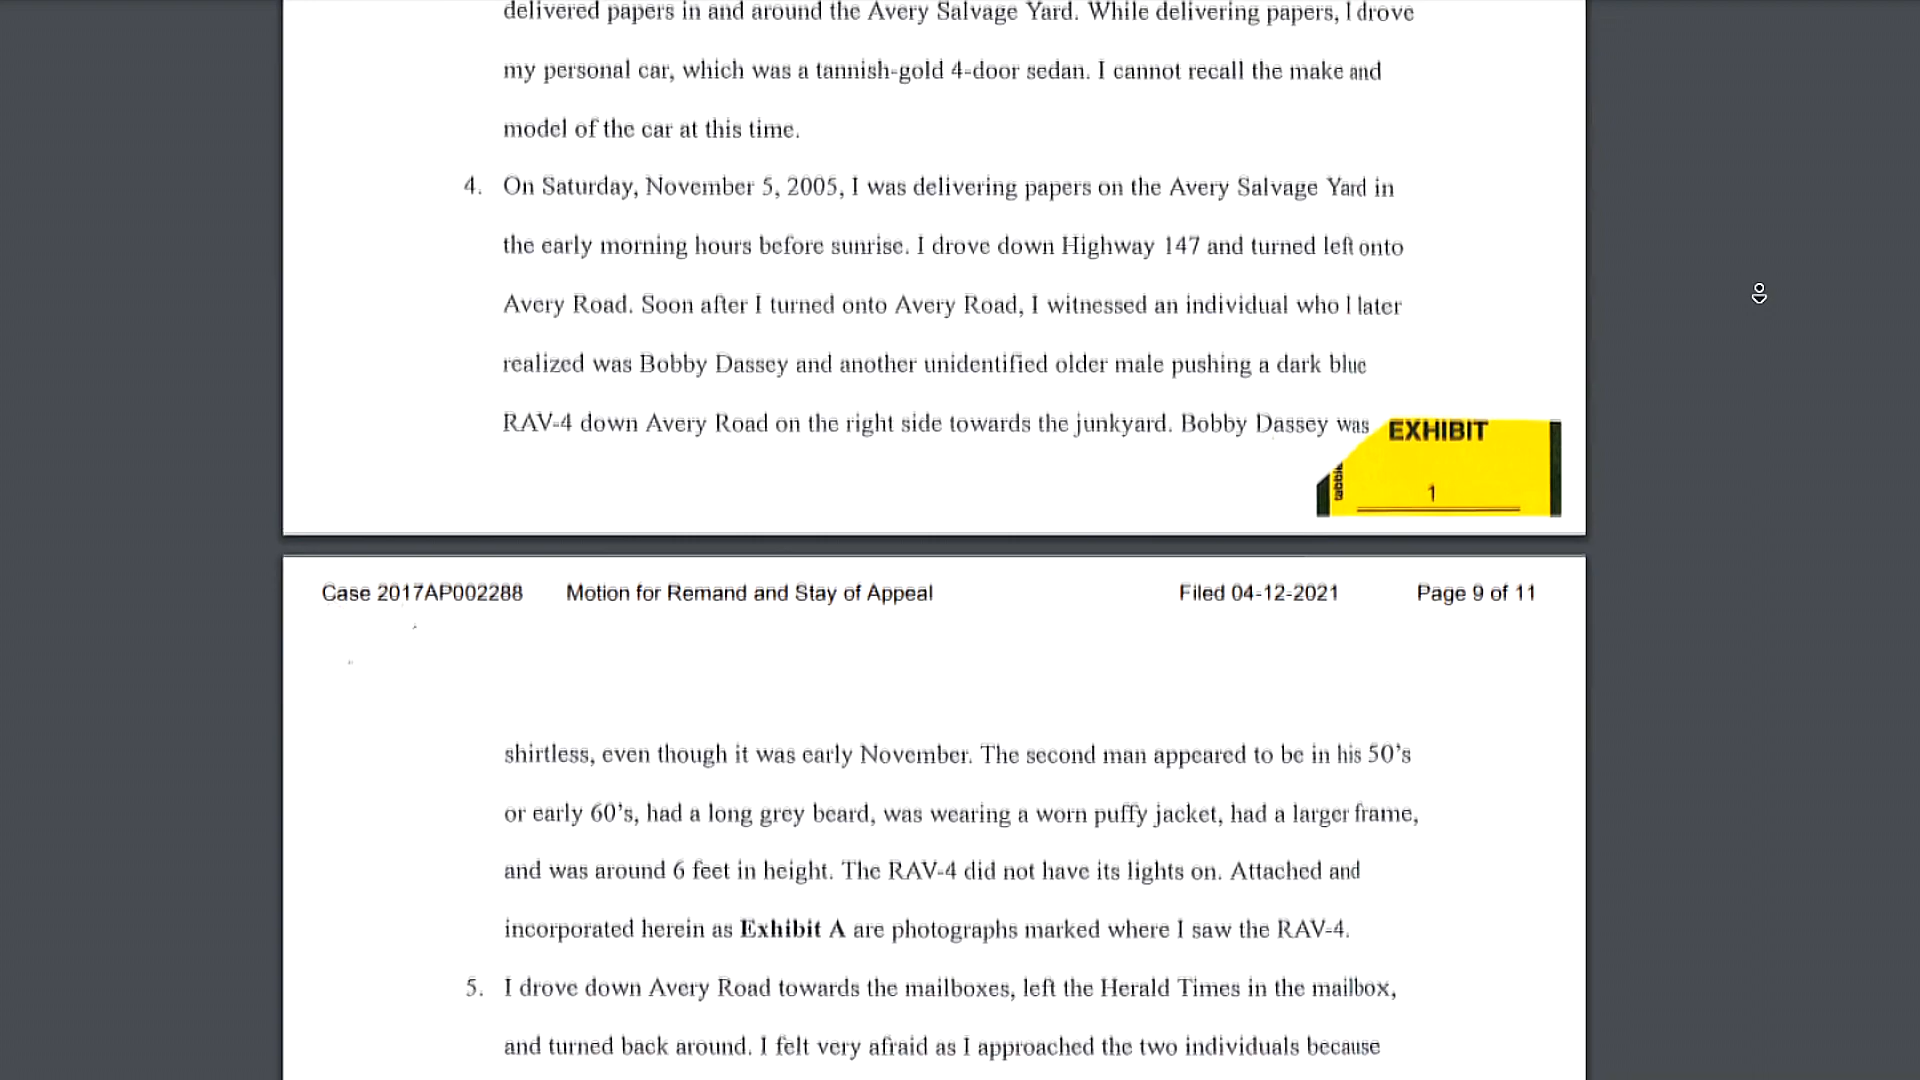 delivered papers in and around the Avery Salvage Yard. While delivering papers, I drove
my personal car, which was a tannish-gold 4-door sedan. I cannot recall the make and
model of the car at this time.
4. On Saturday, November 5, 2005, I was delivering papers on the Avery Salvage Yard in
the early morning hours before sunrise. I drove down Highway 147 and turned left onto
Avery Road. Soon after I turned onto Avery Road, I witnessed an individual who I later
realized was Bobby Dassey and another unidentified older male pushing a dark blue
RAV-4 down Avery Road on the right side towards the junkyard. Bobby Dassey was
EXHIBIT
tabbies
1
Case 2017AP002288 Motion for Remand and Stay of Appeal Filed 04-12-2021 Page 9 of 11
shirtless, even though it was early November. The second man appeared to be in his 50's
or early 60's, had a long grey beard, was wearing a worn puffy jacket, had a larger frame,
and was around 6 feet in height. The RAV-4 did not have its lights on. Attached and
incorporated herein as Exhibit A are photographs marked where I saw the RAV-4.
5. I drove down Avery Road towards the mailboxes, left the Herald Times in the mailbox,
and turned back around. I felt very afraid as I approached the two individuals because